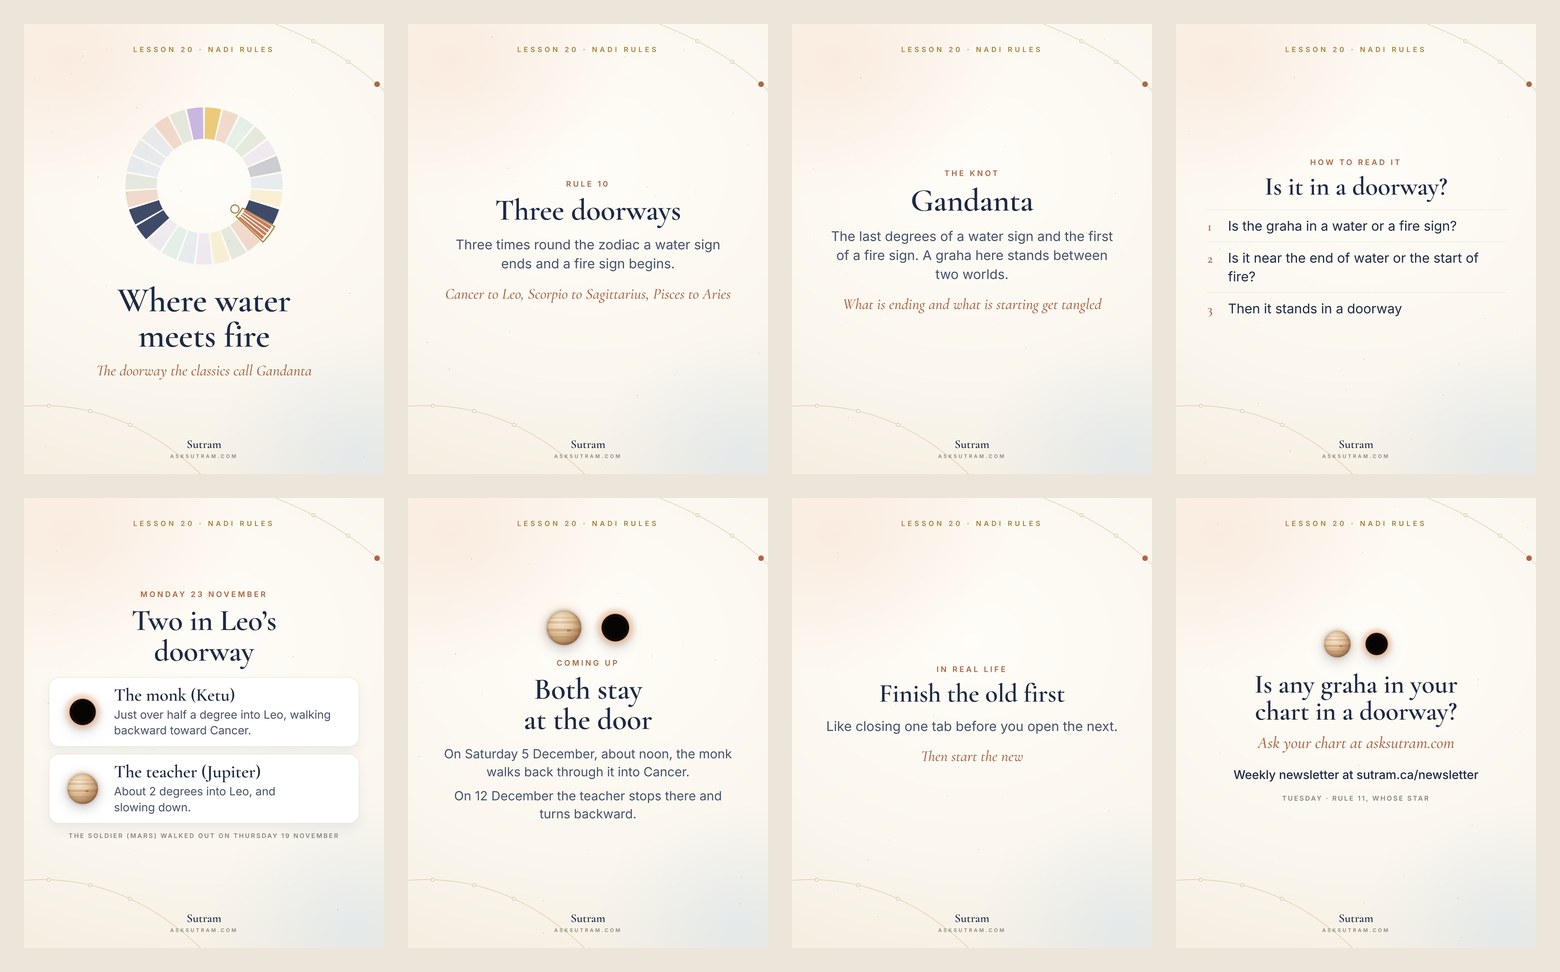 LESSON 20 · NADI RULES
Where water
meets fire
The doorway the classics call Gandanta
Sutram
ASKSUTRAM.COM
LESSON 20 · NADI RULES
RULE 10
Three doorways
Three times round the zodiac a water sign
ends and a fire sign begins.
Cancer to Leo, Scorpio to Sagittarius, Pisces to Aries
Sutram
ASKSUTRAM.COM
LESSON 20 · NADI RULES
THE KNOT
Gandanta
The last degrees of a water sign and the first
of a fire sign. A graha here stands between
two worlds.
What is ending and what is starting get tangled
Sutram
ASKSUTRAM.COM
LESSON 20 · NADI RULES
HOW TO READ IT
Is it in a doorway?
1 Is the graha in a water or a fire sign?
2 Is it near the end of water or the start of
fire?
3 Then it stands in a doorway
Sutram
ASKSUTRAM.COM
LESSON 20 · NADI RULES
MONDAY 23 NOVEMBER
Two in Leo’s
doorway
The monk (Ketu)
Just over half a degree into Leo, walking
backward toward Cancer.
The teacher (Jupiter)
About 2 degrees into Leo, and
slowing down.
THE SOLDIER (MARS) WALKED OUT ON THURSDAY 19 NOVEMBER
Sutram
ASKSUTRAM.COM
LESSON 20 · NADI RULES
COMING UP
Both stay
at the door
On Saturday 5 December, about noon, the monk
walks back through it into Cancer.
On 12 December the teacher stops there and
turns backward.
Sutram
ASKSUTRAM.COM
LESSON 20 · NADI RULES
IN REAL LIFE
Finish the old first
Like closing one tab before you open the next.
Then start the new
Sutram
ASKSUTRAM.COM
LESSON 20 · NADI RULES
Is any graha in your
chart in a doorway?
Ask your chart at asksutram.com
Weekly newsletter at sutram.ca/newsletter
TUESDAY · RULE 11, WHOSE STAR
Sutram
ASKSUTRAM.COM